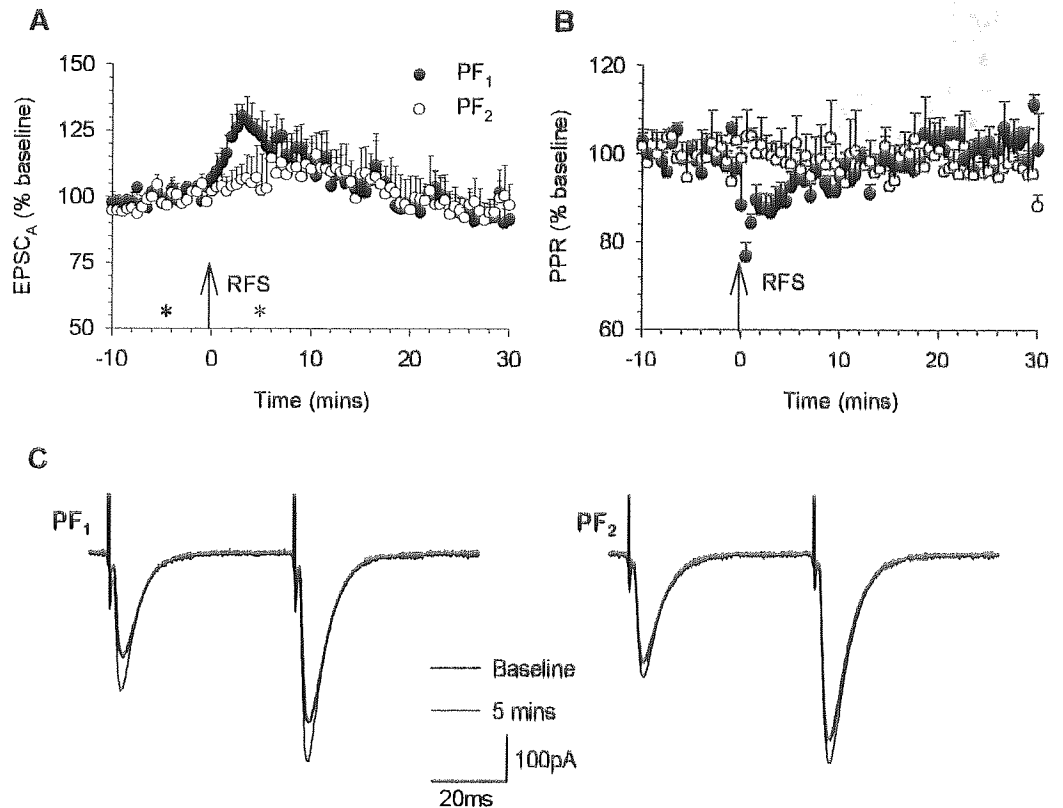 A
EPSC_A (% baseline)
150
125
100
75
50
PF₁
PF₂
RFS
*
*
-10
0
10
20
30
Time (mins)
B
PPR (% baseline)
120
100
80
60
RFS
-10
0
10
20
30
Time (mins)
C
PF₁
PF₂
Baseline
5 mins
100pA
20ms